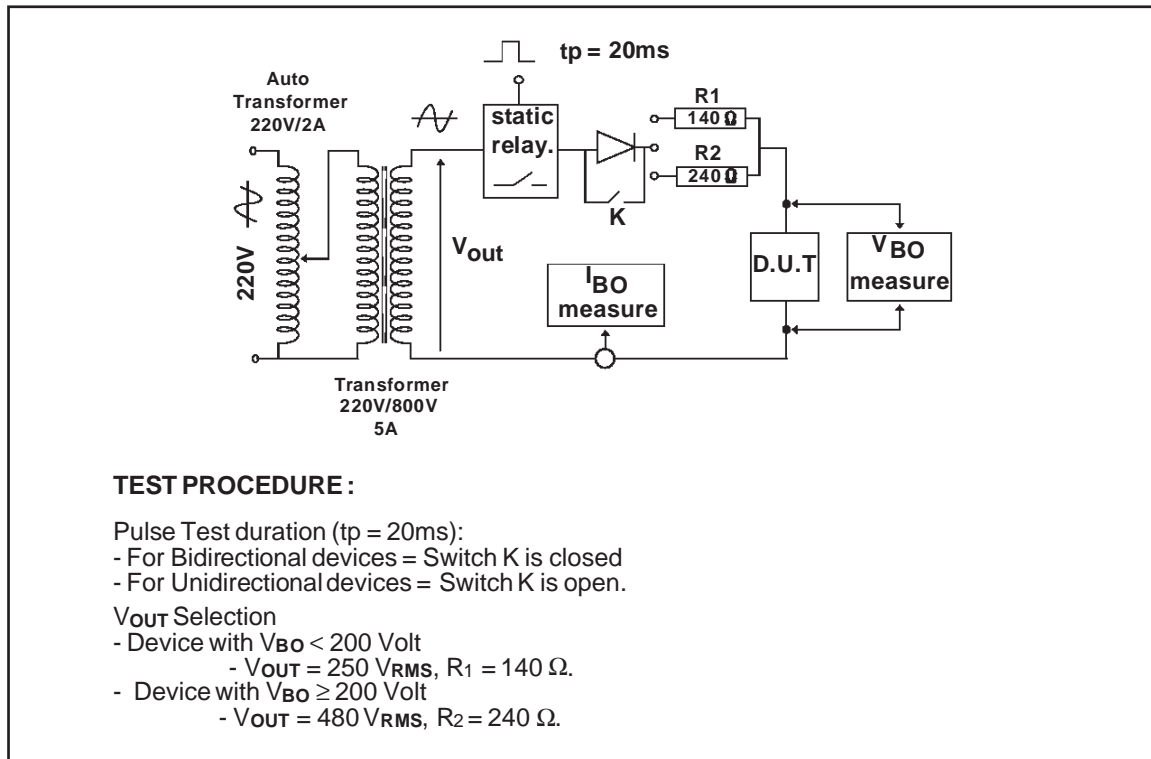 tp = 20ms
Auto
Transformer
220V/2A
static
relay.
R1
140 Ω
R2
240 Ω
K
220V
Vout
IBO
measure
D.U.T
VBO
measure
Transformer
220V/800V
5A
TEST PROCEDURE :
Pulse Test duration (tp = 20ms):
- For Bidirectional devices = Switch K is closed
- For Unidirectional devices = Switch K is open.
VOUT Selection
- Device with VBO < 200 Volt
- VOUT = 250 VRMS, R1 = 140 Ω.
- Device with VBO ≥ 200 Volt
- VOUT = 480 VRMS, R2 = 240 Ω.